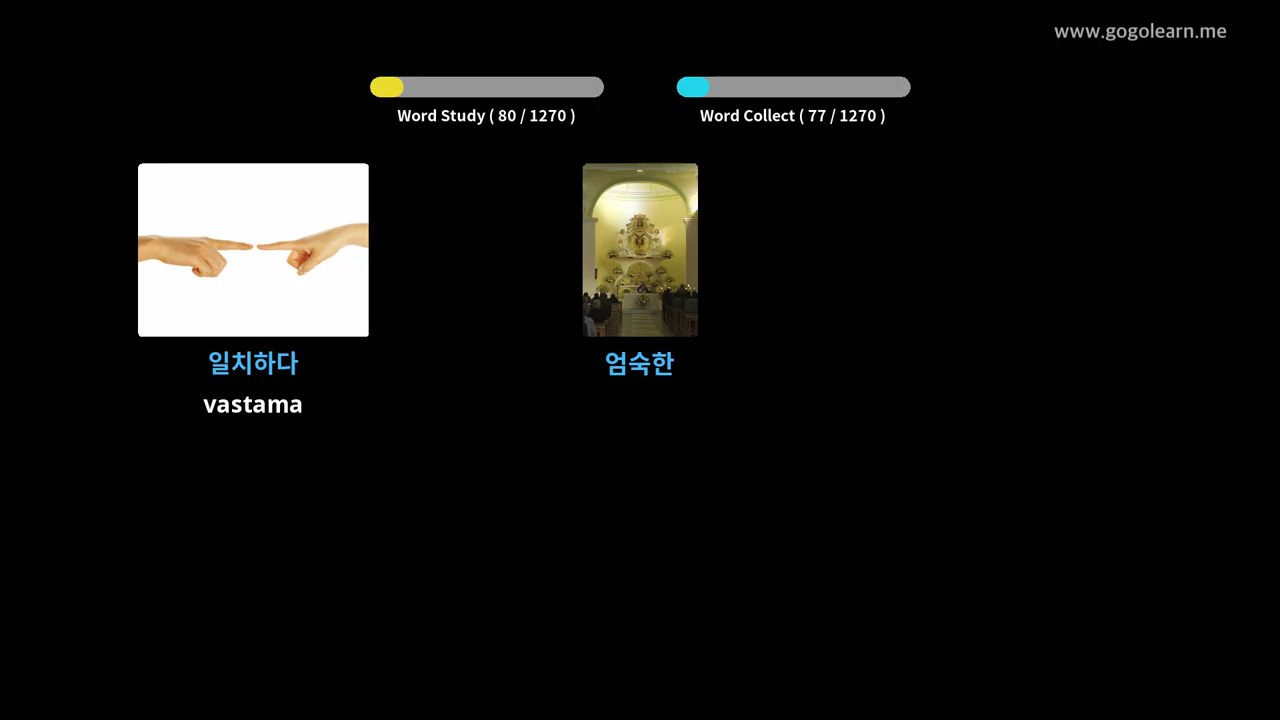 www.gogolearn.me
Word Study ( 80 / 1270 )
Word Collect ( 77 / 1270 )
일치하다
vastama
엄숙한